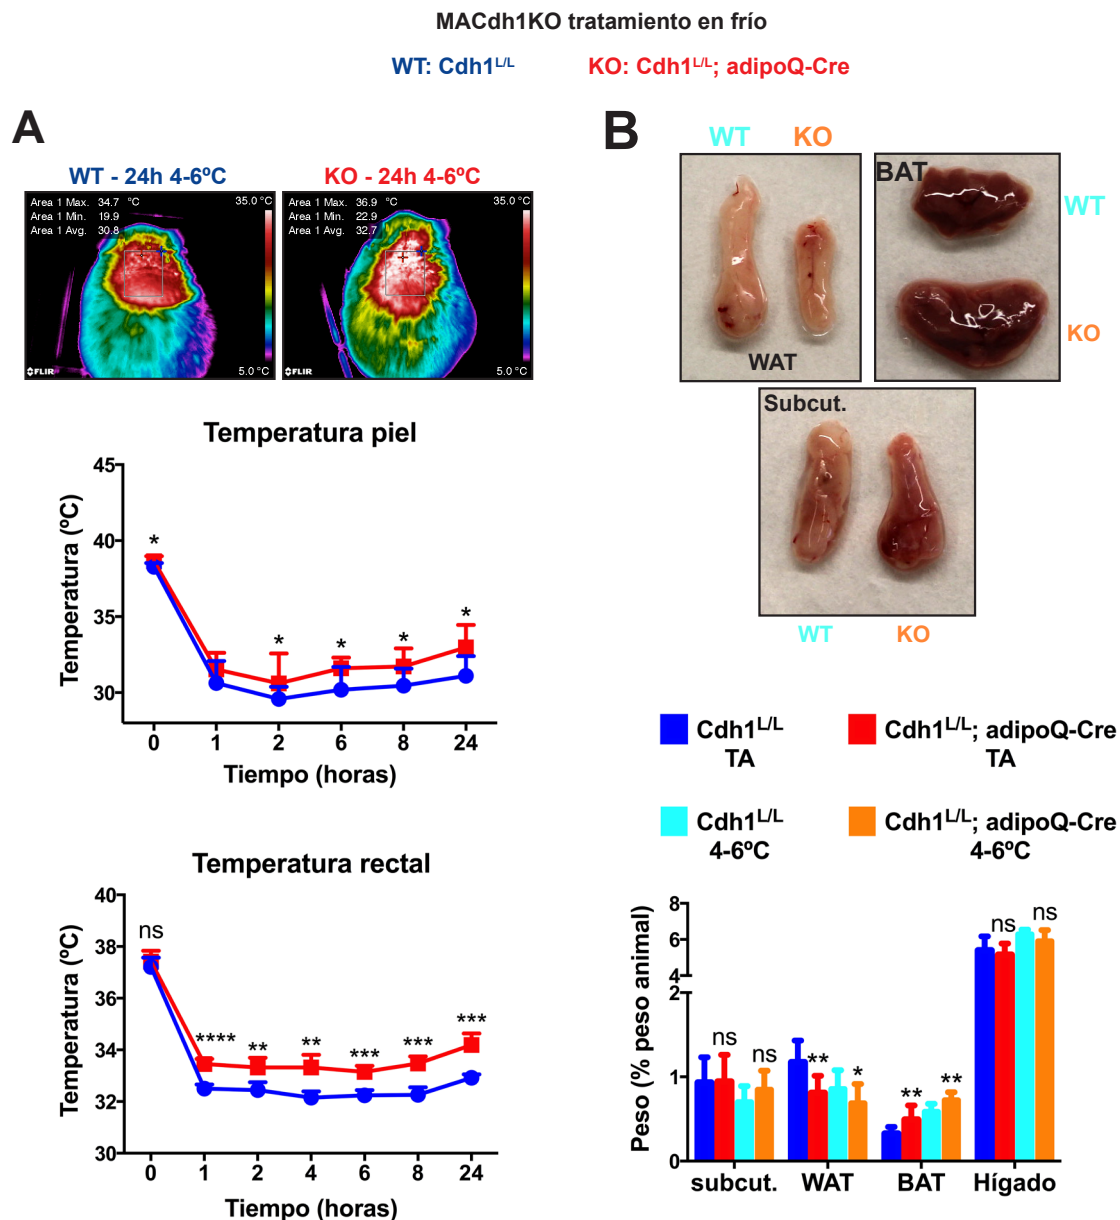 MACdh1KO tratamiento en frío
WT: Cdh1L/L KO: Cdh1L/L; adipoQ-Cre
A
WT - 24h 4-6ºC
KO - 24h 4-6ºC
Area 1 Max. 34.7 °C 35.0 °C
Area 1 Min. 19.9
Area 1 Avg. 30.8
FLIR 5.0 °C
Area 1 Max. 36.9 °C 35.0 °C
Area 1 Min. 22.9
Area 1 Avg. 32.7
FLIR 5.0 °C
Temperatura piel
Temperatura (ºC)
45
40
35
30
*
*
*
*
*
0 1 2 6 8 24
Tiempo (horas)
Temperatura rectal
Temperatura (ºC)
40
38
36
34
32
30
ns
****
**
**
***
***
***
0 1 2 4 6 8 24
Tiempo (horas)
B
WT KO
WAT
BAT
WT
KO
Subcut.
WT KO
Cdh1L/L
TA
Cdh1L/L; adipoQ-Cre
TA
Cdh1L/L
4-6ºC
Cdh1L/L; adipoQ-Cre
4-6ºC
Peso (% peso animal)
8
6
4
2
1
0
ns ns
** *
** **
ns ns
subcut. WAT BAT Hígado